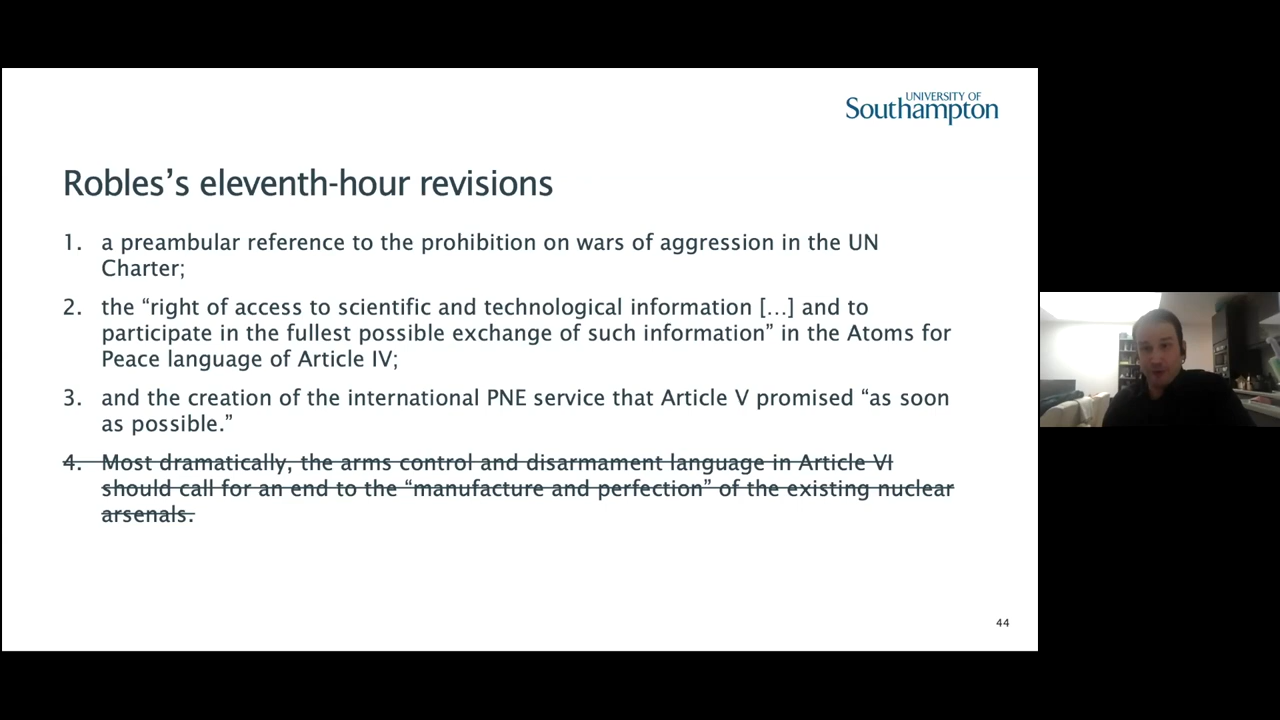 UNIVERSITY OF
Southampton
Robles’s eleventh-hour revisions
1. a preambular reference to the prohibition on wars of aggression in the UN
Charter;
2. the “right of access to scientific and technological information […] and to
participate in the fullest possible exchange of such information” in the Atoms for
Peace language of Article IV;
3. and the creation of the international PNE service that Article V promised “as soon
as possible.”
4. Most dramatically, the arms control and disarmament language in Article VI
should call for an end to the “manufacture and perfection” of the existing nuclear
arsenals.
44